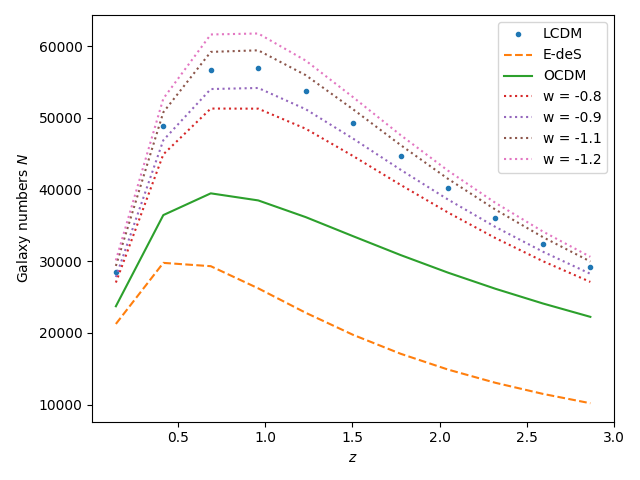 60000
50000
40000
30000
20000
10000
Galaxy numbers N
0.5
1.0
1.5
2.0
2.5
3.0
z
LCDM
E-deS
OCDM
w = -0.8
w = -0.9
w = -1.1
w = -1.2